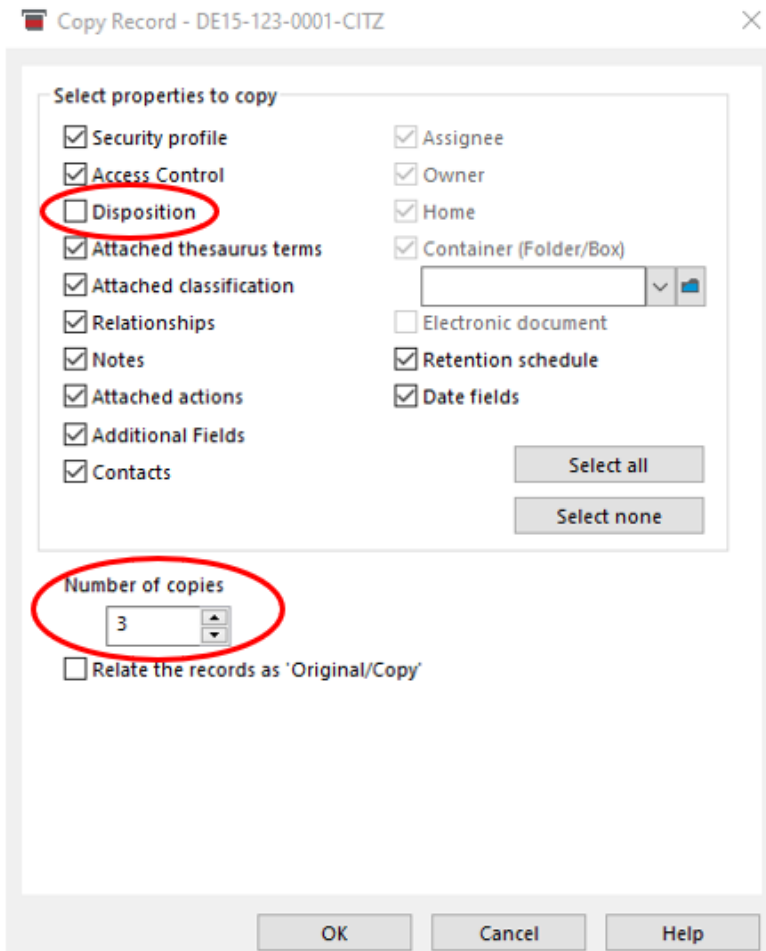 Copy Record - DE15-123-0001-CITZ
Select properties to copy
Security profile
Assignee
Access Control
Owner
Disposition
Home
Attached thesaurus terms
Container (Folder/Box)
Attached classification
Relationships
Electronic document
Notes
Retention schedule
Attached actions
Date fields
Additional Fields
Contacts
Select all
Select none
Number of copies
3
Relate the records as 'Original/Copy'
OK
Cancel
Help